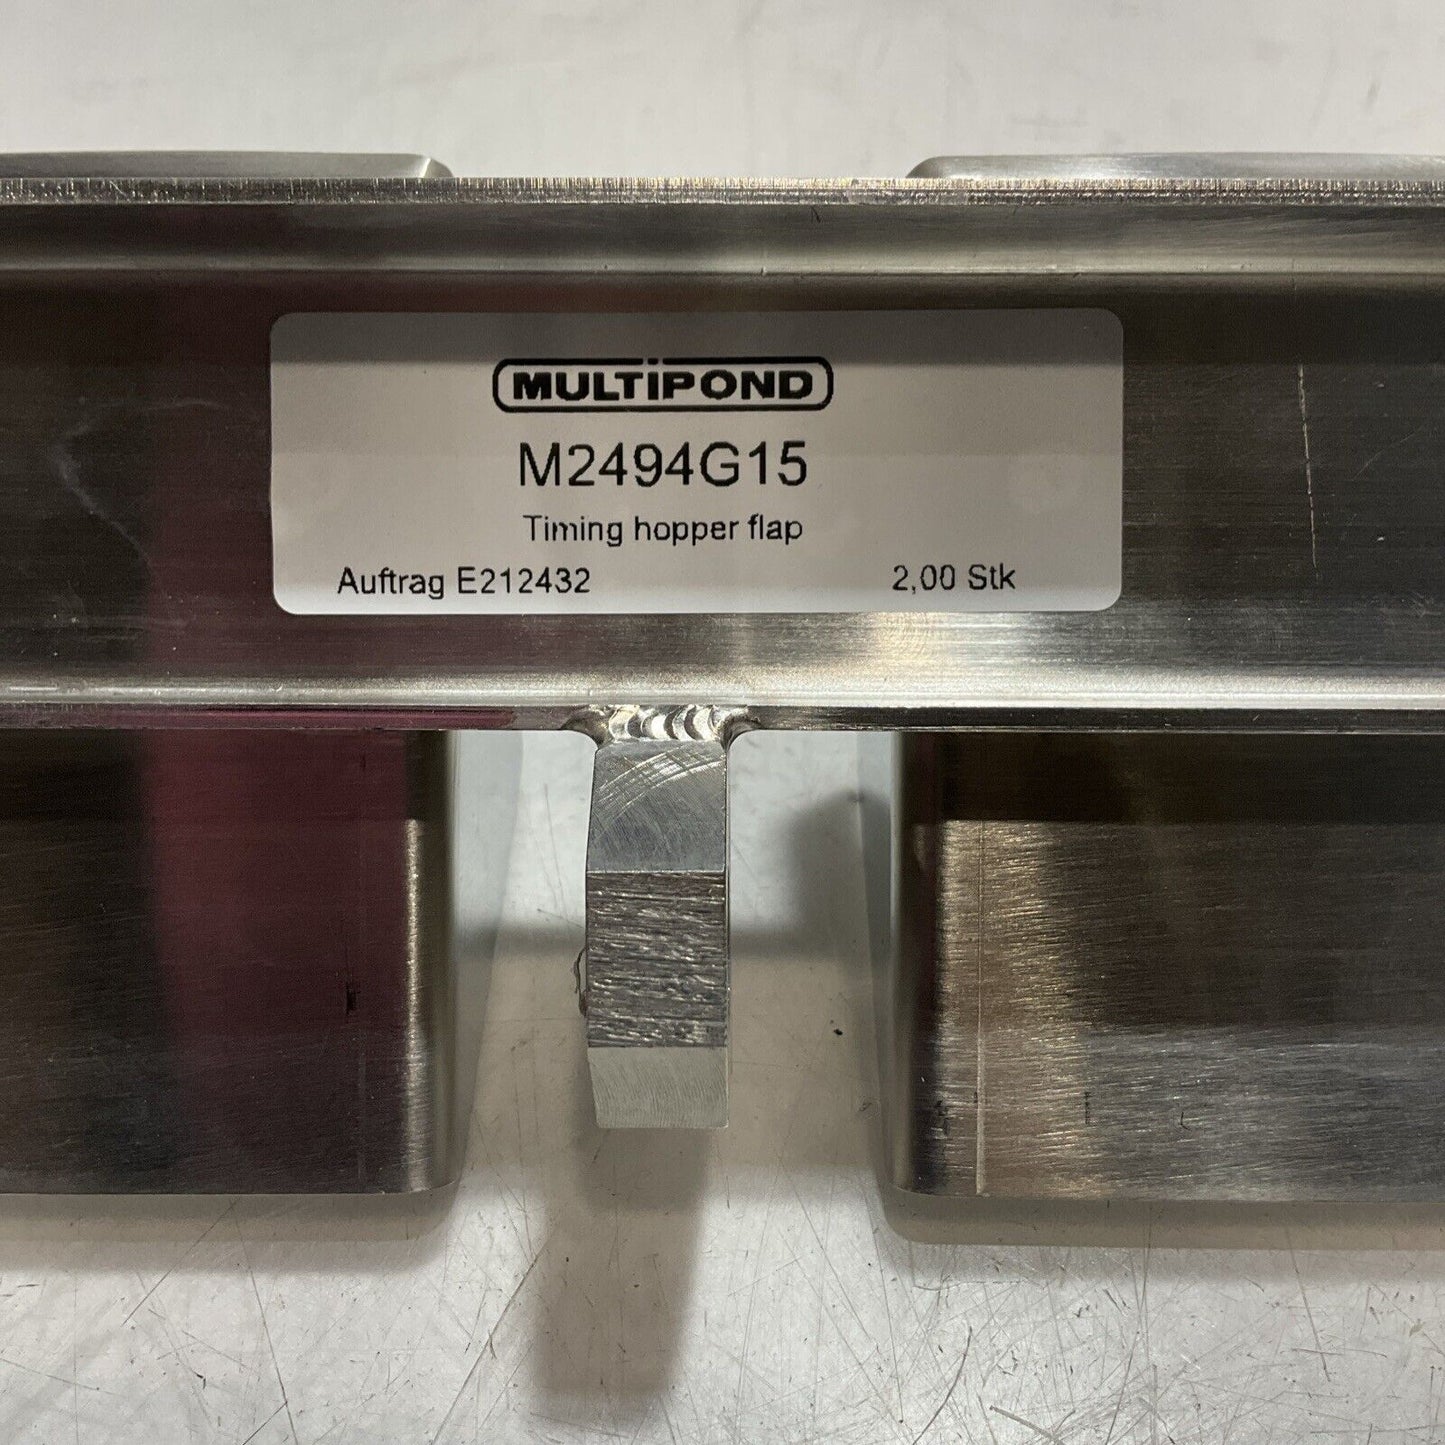 MULTIPOND
M2494G15
Timing hopper flap
Auftrag E212432 2,00 Stk